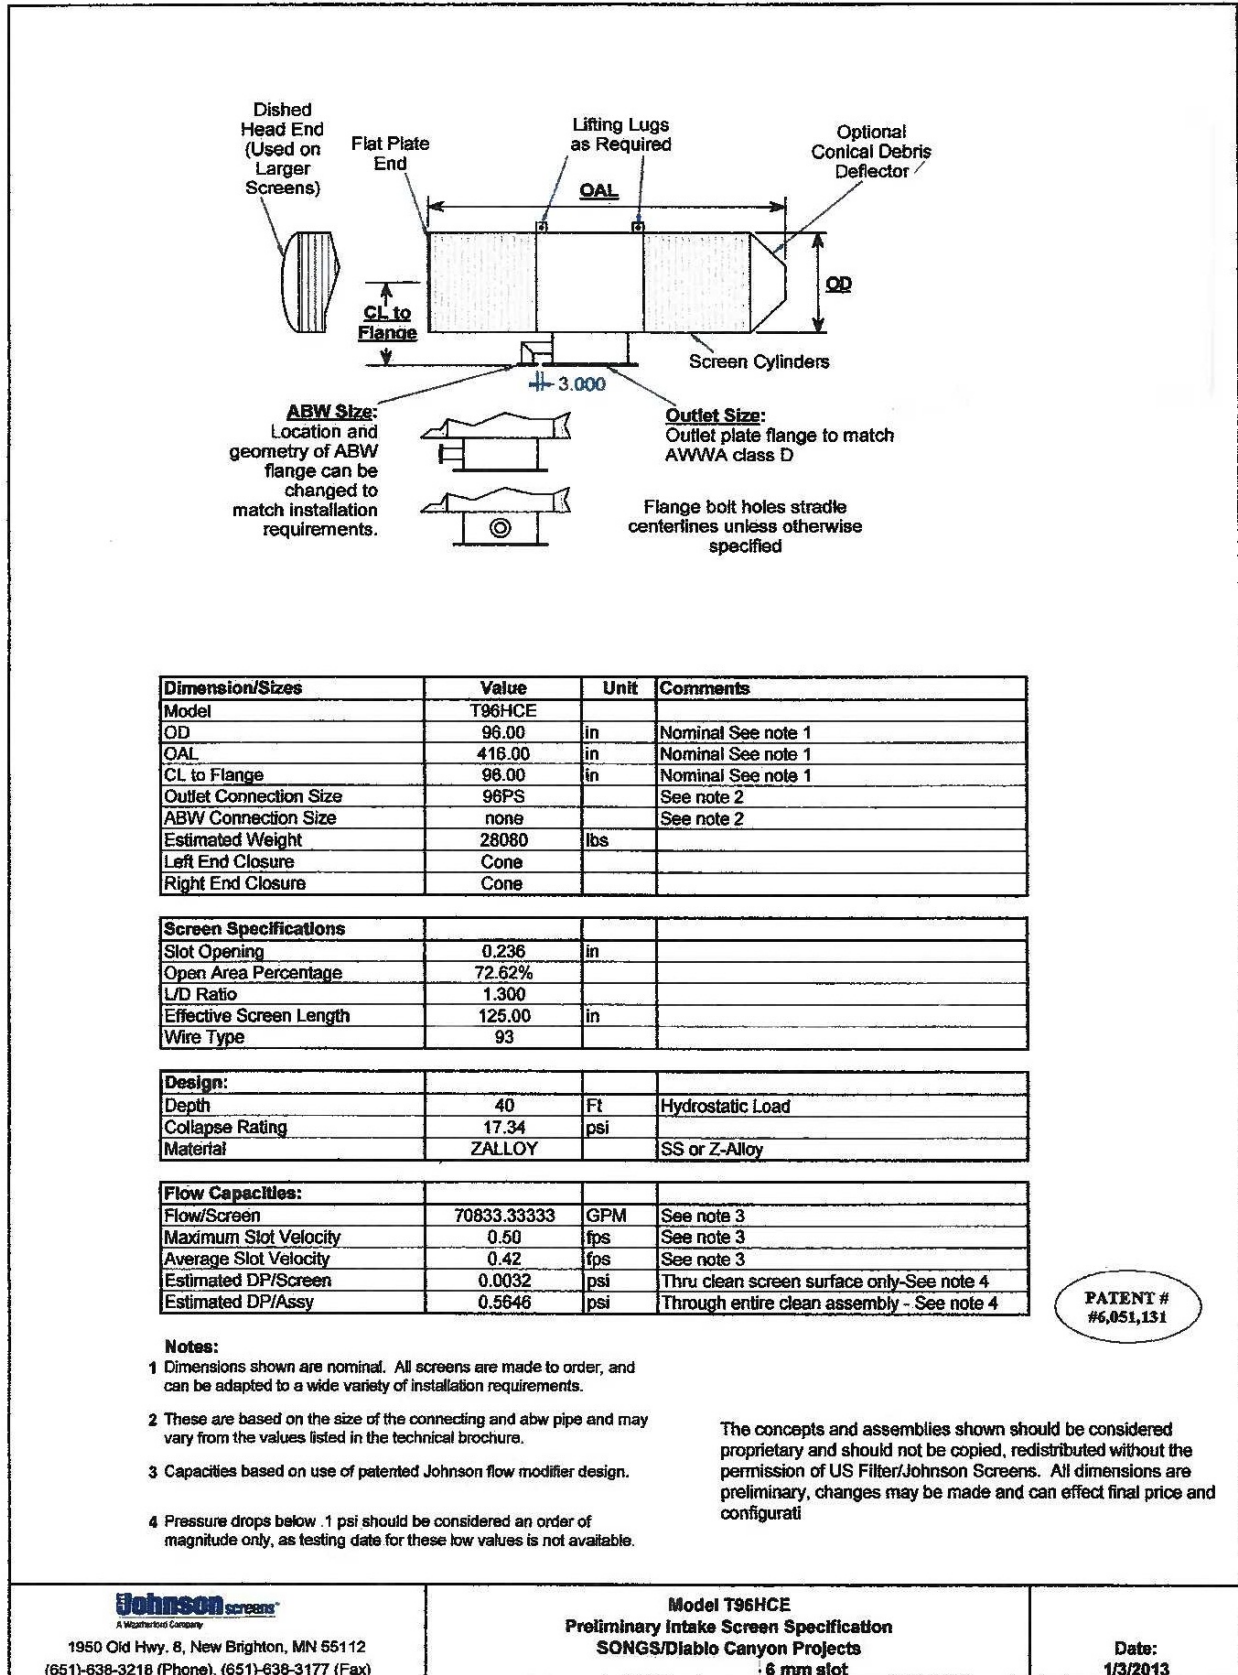 Dished
Head End
(Used on
Larger
Screens)
Flat Plate
End
Lifting Lugs
as Required
Optional
Conical Debris
Deflector
OAL
OD
CL to
Flange
Screen Cylinders
3.000
ABW Size:
Location and
geometry of ABW
flange can be
changed to
match installation
requirements.
Outlet Size:
Outlet plate flange to match
AWWA class D
Flange bolt holes stradle
centerlines unless otherwise
specified
Dimension/Sizes Value Unit Comments
Model T96HCE
OD 96.00 in Nominal See note 1
OAL 416.00 in Nominal See note 1
CL to Flange 96.00 in Nominal See note 1
Outlet Connection Size 96PS See note 2
ABW Connection Size none See note 2
Estimated Weight 28080 lbs
Left End Closure Cone
Right End Closure Cone
Screen Specifications
Slot Opening 0.236 in
Open Area Percentage 72.62%
L/D Ratio 1.300
Effective Screen Length 125.00 in
Wire Type 93
Design:
Depth 40 Ft Hydrostatic Load
Collapse Rating 17.34 psi
Material ZALLOY SS or Z-Alloy
Flow Capacities:
Flow/Screen 70833.33333 GPM See note 3
Maximum Slot Velocity 0.50 fps See note 3
Average Slot Velocity 0.42 fps See note 3
Estimated DP/Screen 0.0032 psi Thru clean screen surface only-See note 4
Estimated DP/Assy 0.5646 psi Through entire clean assembly - See note 4
PATENT #
#6,051,131
Notes:
1 Dimensions shown are nominal. All screens are made to order, and
can be adapted to a wide variety of installation requirements.
2 These are based on the size of the connecting and abw pipe and may
vary from the values listed in the technical brochure.
3 Capacities based on use of patented Johnson flow modifier design.
4 Pressure drops below .1 psi should be considered an order of
magnitude only, as testing date for these low values is not available.
The concepts and assemblies shown should be considered
proprietary and should not be copied, redistributed without the
permission of US Filter/Johnson Screens. All dimensions are
preliminary, changes may be made and can effect final price and
configurati
Johnson screens
A Weatherford Company
1950 Old Hwy. 8, New Brighton, MN 55112
(651)-638-3218 (Phone), (651)-638-3177 (Fax)
Model T96HCE
Preliminary Intake Screen Specification
SONGS/Diablo Canyon Projects
6 mm slot
Date:
1/3/2013